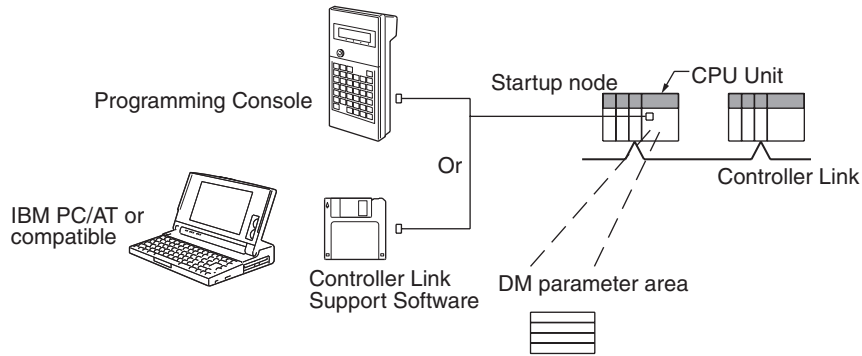 Programming Console
Startup node
CPU Unit
Or
Controller Link
IBM PC/AT or
compatible
Controller Link
Support Software
DM parameter area